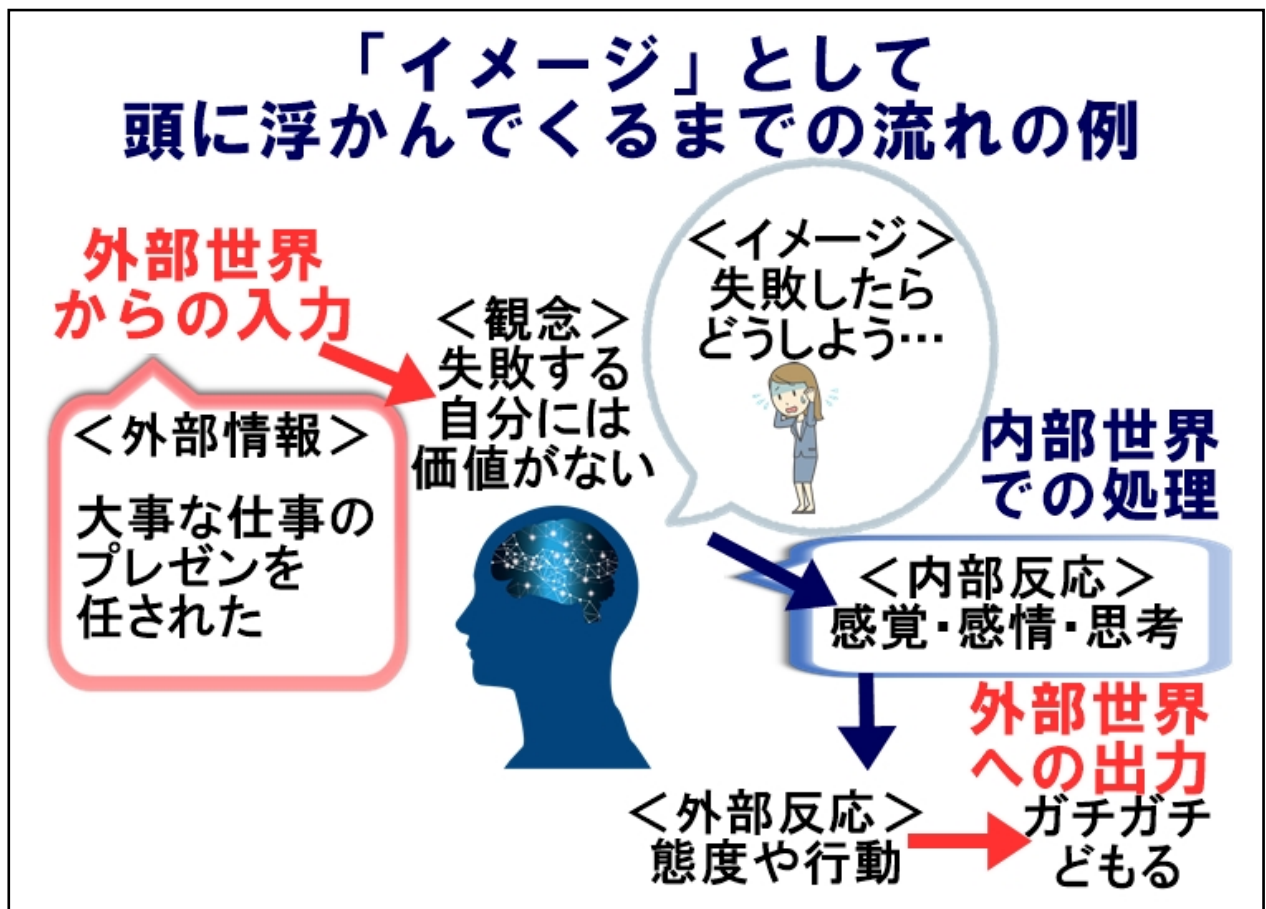 「イメージ」として
頭に浮かんでくるまでの流れの例
外部世界
からの入力
＜外部情報＞
大事な仕事の
プレゼンを
任された
＜観念＞
失敗する
自分には
価値がない
＜イメージ＞
失敗したら
どうしよう…
内部世界
での処理
＜内部反応＞
感覚・感情・思考
＜外部反応＞
態度や行動
外部世界
への出力
ガチガチ
どもる